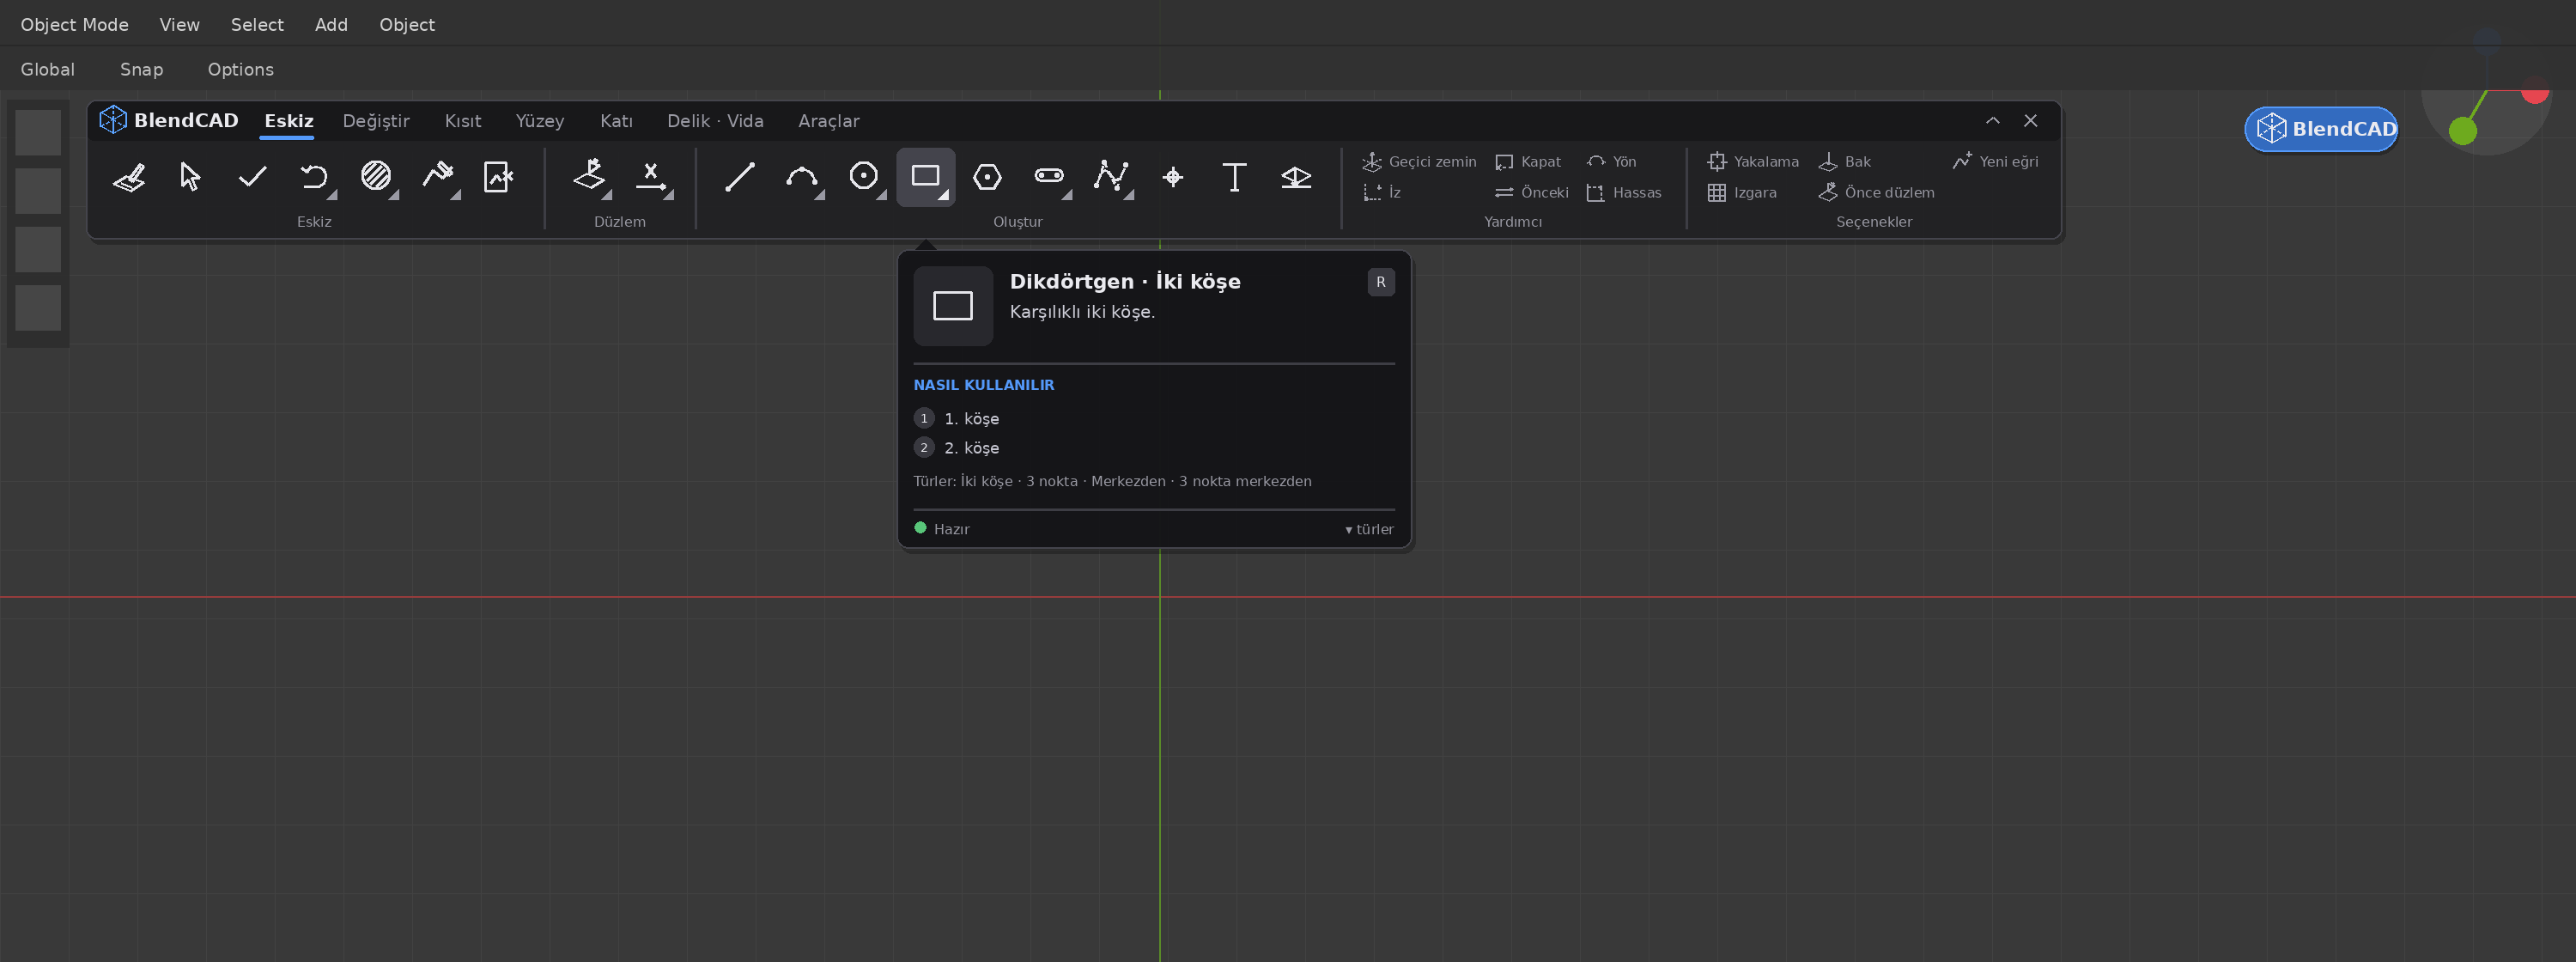 Object Mode View Select Add Object
Global Snap Options
BlendCAD Eskiz Değiştir Kısıt Yüzey Katı Delik · Vida Araçlar
BlendCAD
Geçici zemin Kapat Yön Yakalama Bak Yeni eğri
İz Önceki Hassas Izgara Önce düzlem
Eskiz Düzlem Oluştur Yardımcı Seçenekler
Dikdörtgen · İki köşe R
Karşılıklı iki köşe.
NASIL KULLANILIR
1 1. köşe
2 2. köşe
Türler: İki köşe · 3 nokta · Merkezden · 3 nokta merkezden
Hazır ▾ türler